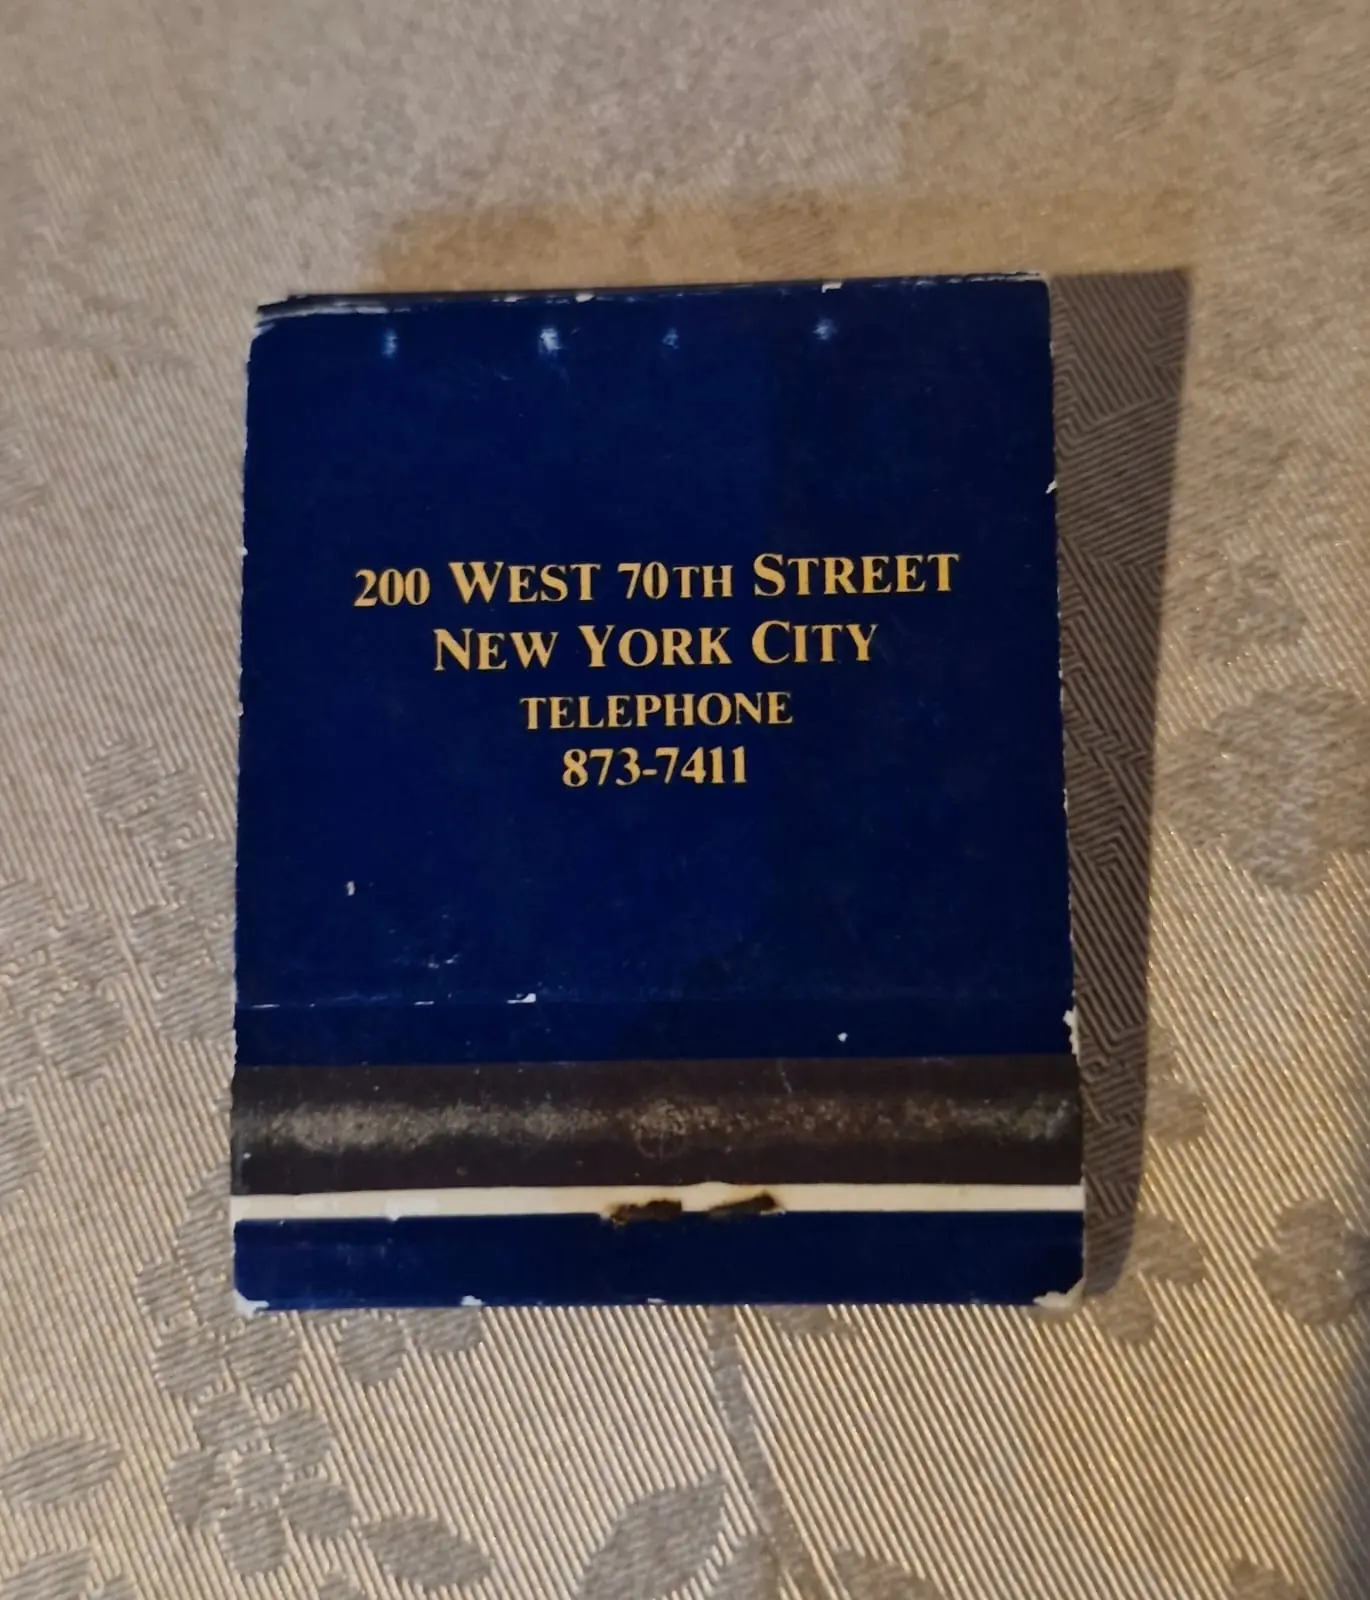 200 WEST 70TH STREET
NEW YORK CITY
TELEPHONE
873-7411